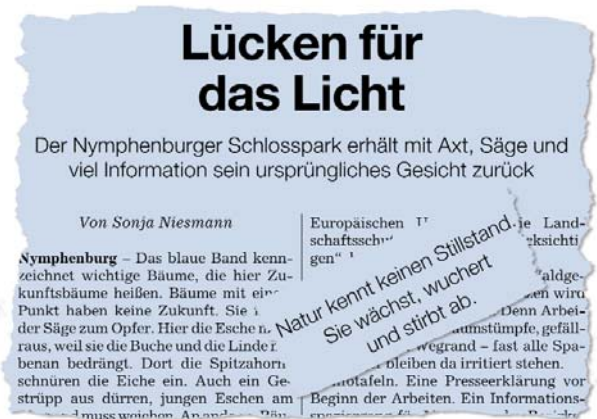 Lücken für
das Licht
Der Nymphenburger Schlosspark erhält mit Axt, Säge und
viel Information sein ursprüngliches Gesicht zurück
Von Sonja Niesmann
Nymphenburg – Das blaue Band kenn-
zeichnet wichtige Bäume, die hier Zu-
kunftsbäume heißen. Bäume mit
Punkt haben keine Zukunft. Sie
der Säge zum Opfer. Hier die Esche
raus, weil sie die Buche und die Linde
benan bedrängt. Dort die Spitzahorn
schnüren die Eiche ein. Auch ein Ge-
strüpp aus dürren, jungen Eschen am
muss weichen.
Europäischen
Land-
gen“
wird
Denn Arbei-
gefäll-
Wegrand – fast alle Spa-
bleiben da irritiert stehen.
Eine Presseerklärung vor
Beginn der Arbeiten. Ein Informations-
Natur kennt keinen Stillstand.
Sie wächst, wuchert
und stirbt ab.